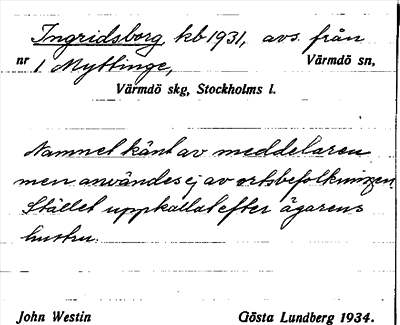 Ingridsborg, kb 1931, avs. från
nr 1 Myttinge, Värmdö sn,
Värmdö skg, Stockholms l.
Namnet känt av meddelaren
men användes ej av ortsbefolkningen.
Stället uppkallat efter ägarens
hustru.
John Westin Gösta Lundberg 1934.